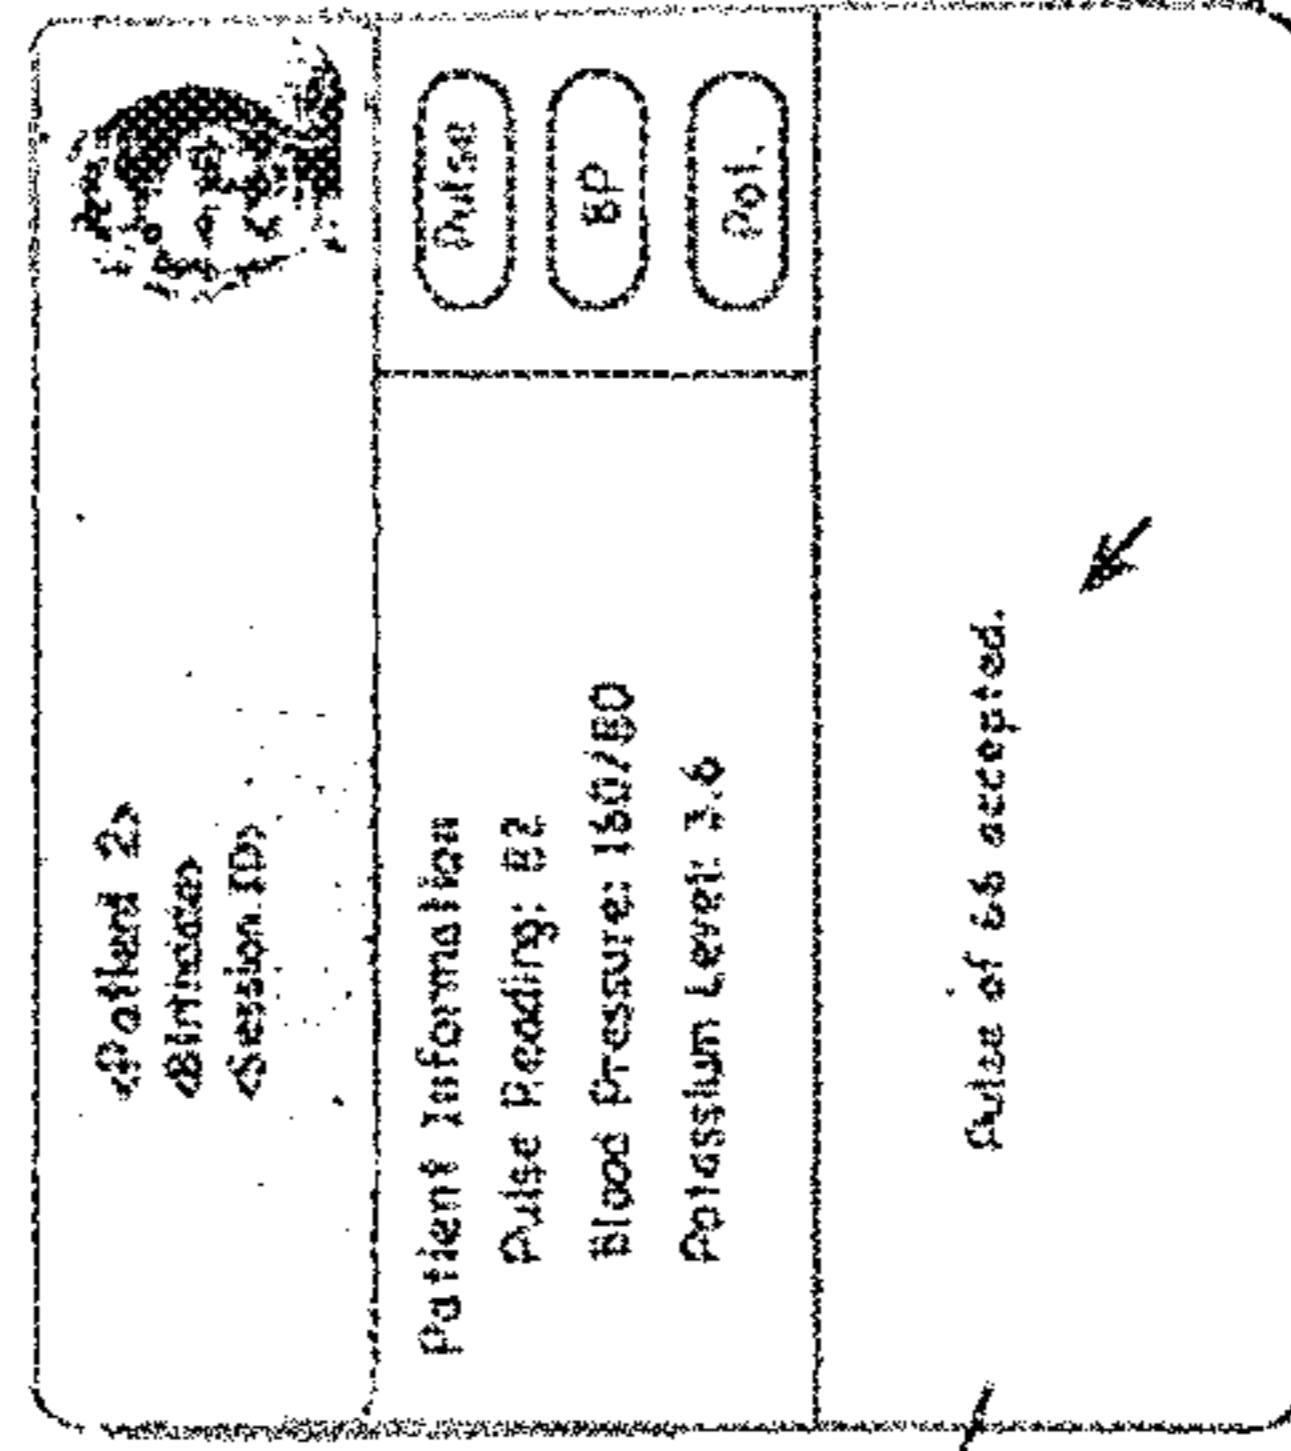 <Patient 2>
<Birthdate>
<Session ID>
Patient Information
Pulse Reading: 82
Blood Pressure: 160/80
Potassium Level: 3.6
Pulse
BP
Pot.
Pulse of 66 accepted.